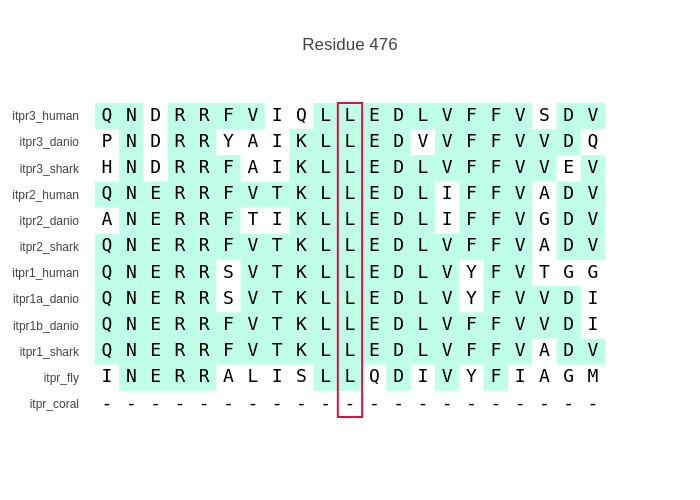 Residue 476
itpr3_human Q N D R R F V I Q L L E D L V F F V S D V
itpr3_danio P N D R R Y A I K L L E D V V F F V V D Q
itpr3_shark H N D R R F A I K L L E D L V F F V V E V
itpr2_human Q N E R R F V T K L L E D L I F F V A D V
itpr2_danio A N E R R F T I K L L E D L I F F V G D V
itpr2_shark Q N E R R F V T K L L E D L V F F V A D V
itpr1_human Q N E R R S V T K L L E D L V Y F V T G G
itpr1a_danio Q N E R R S V T K L L E D L V Y F V V D I
itpr1b_danio Q N E R R F V T K L L E D L V F F V V D I
itpr1_shark Q N E R R F V T K L L E D L V F F V A D V
itpr_fly I N E R R A L I S L L Q D I V Y F I A G M
itpr_coral - - - - - - - - - - - - - - - - - - - - -